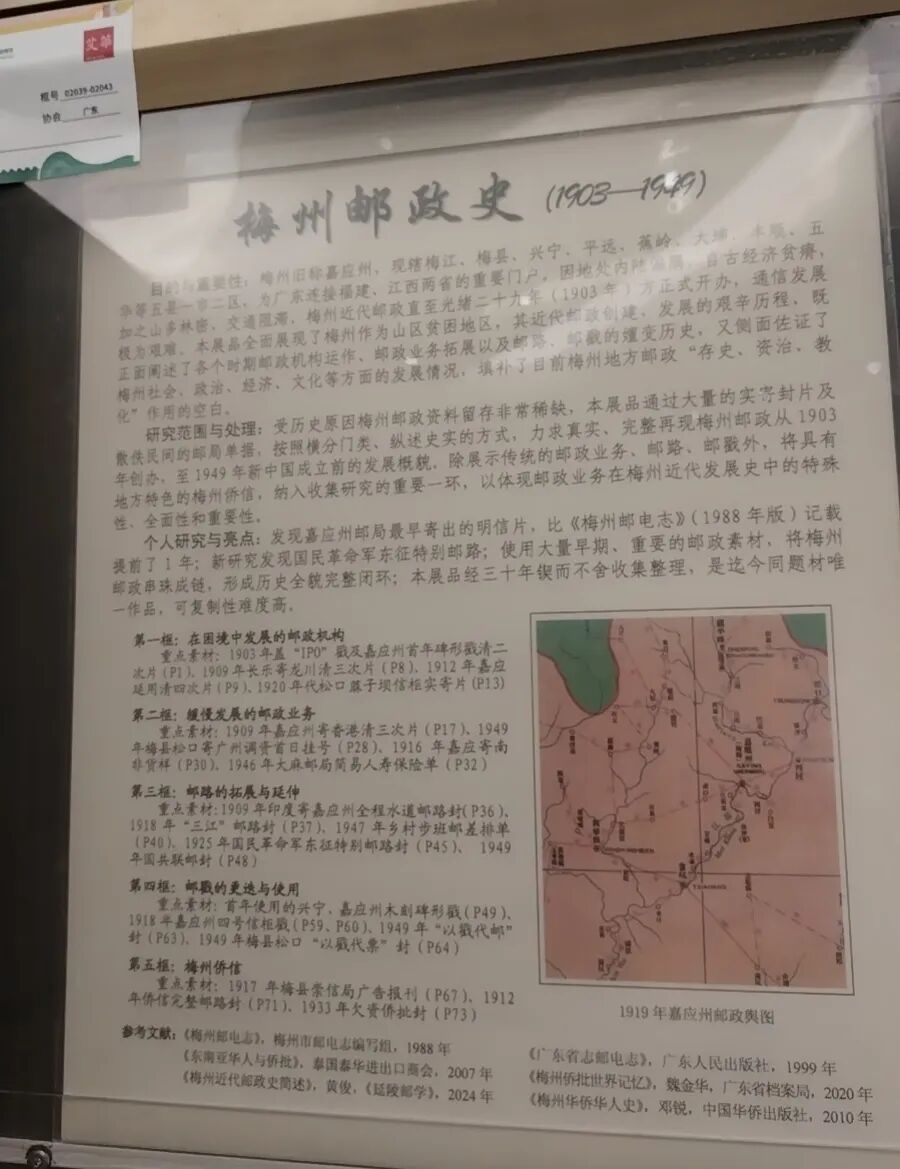 艾華
框号 02039-02043
协会 广东
梅州邮政史 (1903—1949)
目的与重要性：梅州旧称嘉应州，现辖梅江、梅县、兴宁、平远、蕉岭、大埔、丰顺、五
华等五县一市二区，为广东连接福建、江西两省的重要门户。因地处内陆 自古经济贫瘠，
加之山多林密、交通阻滞，梅州近代邮政直至光绪二十九年（1903年）方正式开办，通信发展
极为艰难。本展品全面展现了梅州作为山区贫困地区，其近代邮政创建、发展的艰辛历程，既
正面阐述了各个时期邮政机构运作、邮政业务拓展以及邮路、邮戳的嬗变历史，又侧面佐证了
梅州社会、政治、经济、文化等方面的发展情况，填补了目前梅州地方邮政“存史、资治、教
化”作用的空白。
研究范围与处理：受历史原因梅州邮政资料留存非常稀缺，本展品通过大量的实寄封片及
散佚民间的邮局单据，按照横分门类、纵述史实的方式，力求真实、完整再现梅州邮政从1903
年创办，至1949年新中国成立前的发展概貌，除展示传统的邮政业务、邮路、邮戳外，将具有
地方特色的梅州侨信，纳入收集研究的重要一环，以体现邮政业务在梅州近代发展史中的特殊
性、全面性和重要性。
个人研究与亮点：发现嘉应州邮局最早寄出的明信片，比《梅州邮电志》（1988年版）记载
提前了1年；新研究发现国民革命军东征特别邮路；使用大量早期、重要的邮政素材，将梅州
邮政串珠成链，形成历史全貌完整闭环；本展品经三十年锲而不舍收集整理，是迄今同题材唯
一作品，可复制性难度高。
第一框：在困境中发展的邮政机构
重点素材：1903年盖“IPO”戳及嘉应州首年碑形戳清二
次片（P1）、1909年长乐寄龙川清三次片（P8）、1912年嘉应
延用清四次片（P9）、1920年代松口蓢子坝信柜实寄片(P13)
第二框：缓慢发展的邮政业务
重点素材：1909年嘉应州寄香港清三次片（P17）、1949
年梅县松口寄广州调资首日挂号（P28）、1916年嘉应寄南
非货样（P30）、1946年大麻邮局简易人寿保险单（P32）
第三框：邮路的拓展与延伸
重点素材:1909年印度寄嘉应州全程水道邮路封(P36)、
1918年“三江”邮路封（P37）、1947年乡村步班邮差排单
（P40）、1925年国民革命军东征特别邮路封（P45）、1949
年国共联邮封（P48）
第四框：邮戳的更迭与使用
重点素材：首年使用的兴宁、嘉应州木刻碑形戳(P49)、
1918年嘉应州四号信柜戳(P59、P60)、1949年“以戳代邮”
封（P63）、1949年梅县松口“以戳代票”封（P64）
第五框：梅州侨信
重点素材：1917年梅县崇信局广告报刊（P67）、1912
年侨信完整邮路封（P71）、1933年欠资侨批封（P73）
1919年嘉应州邮政舆图
参考文献：《梅州邮电志》，梅州市邮电志编写组，1988年
《东南亚华人与侨批》，泰国泰华进出口商会，2007年
《梅州近代邮政史简述》，黄俊，《延陵邮学》，2024年
《广东省志邮电志》，广东人民出版社，1999年
《梅州侨批世界记忆》，魏金华，广东省档案局，2020年
《梅州华侨华人史》，邓锐，中国华侨出版社，2010年